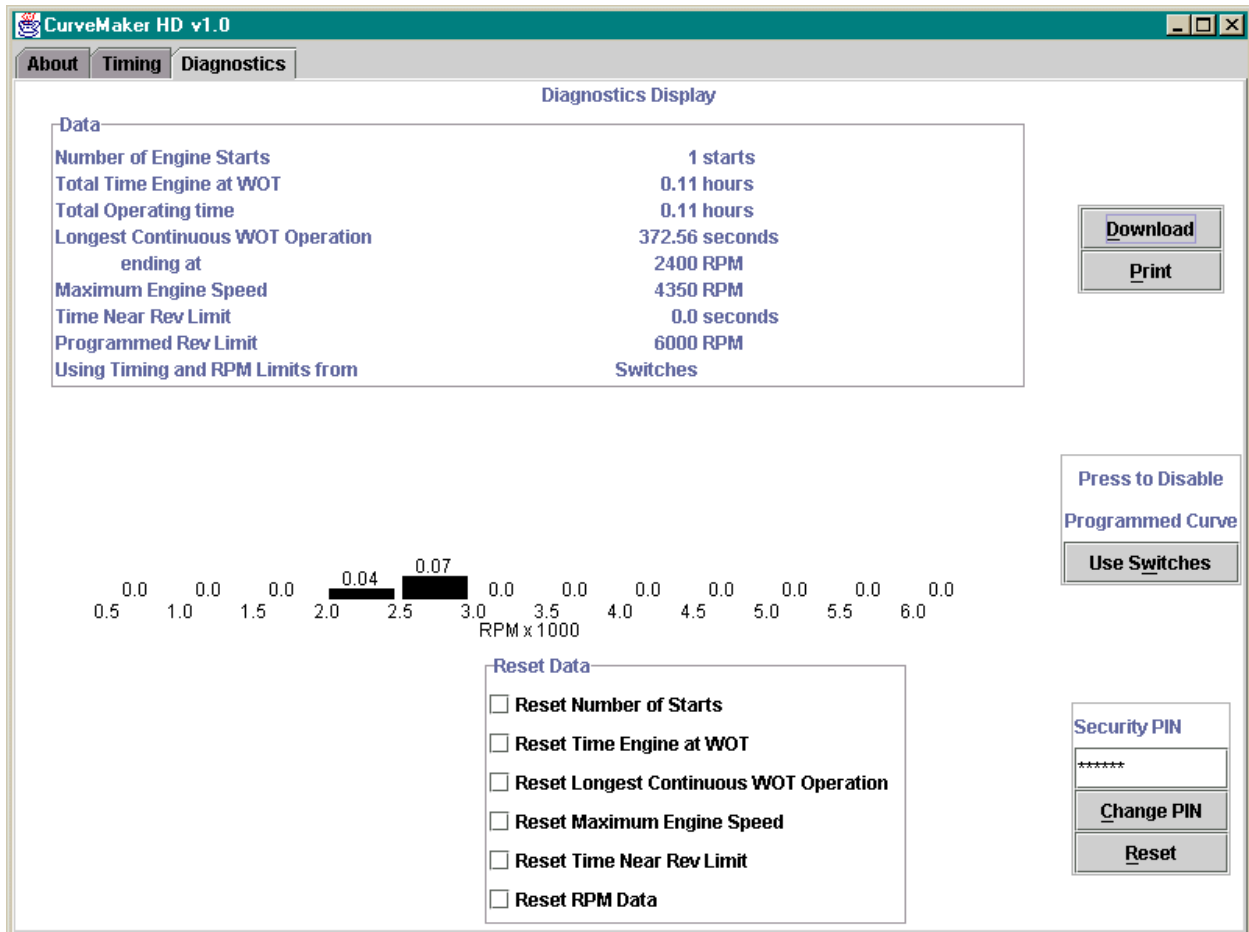 CurveMaker HD v1.0
About Timing Diagnostics
Diagnostics Display
Data
Number of Engine Starts 1 starts
Total Time Engine at WOT 0.11 hours
Total Operating time 0.11 hours
Longest Continuous WOT Operation 372.56 seconds
ending at 2400 RPM
Maximum Engine Speed 4350 RPM
Time Near Rev Limit 0.0 seconds
Programmed Rev Limit 6000 RPM
Using Timing and RPM Limits from Switches
Download
Print
Press to Disable
Programmed Curve
Use Switches
0.0 0.0 0.0 0.04 0.07 0.0 0.0 0.0 0.0 0.0 0.0 0.0
0.5 1.0 1.5 2.0 2.5 3.0 3.5 4.0 4.5 5.0 5.5 6.0
RPM x 1000
Reset Data
Reset Number of Starts
Reset Time Engine at WOT
Reset Longest Continuous WOT Operation
Reset Maximum Engine Speed
Reset Time Near Rev Limit
Reset RPM Data
Security PIN
******
Change PIN
Reset